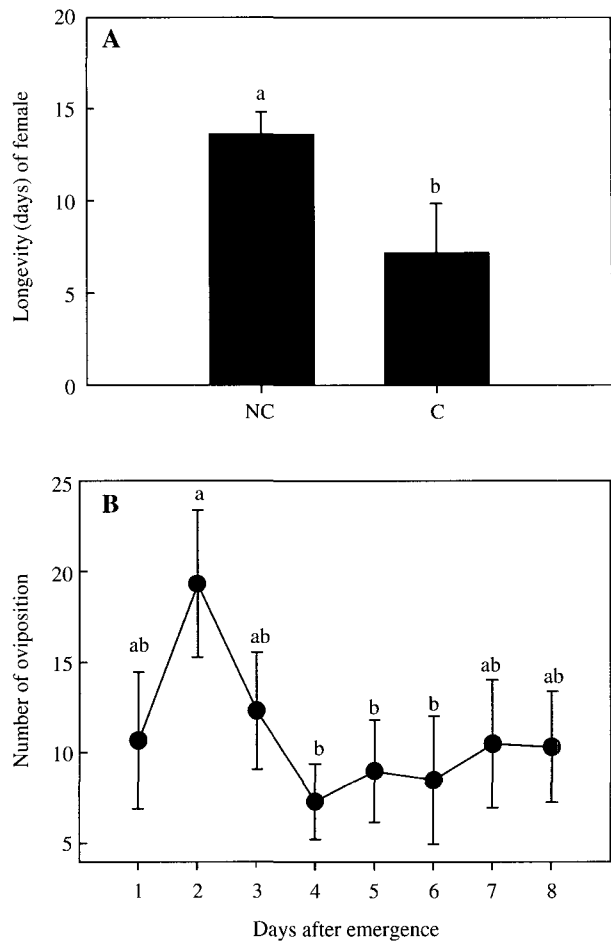 A
20
15
10
5
0
Longevity (days) of female
a
b
NC
C
B
25
20
15
10
5
Number of oviposition
ab
a
ab
b
b
b
ab
ab
1 2 3 4 5 6 7 8
Days after emergence